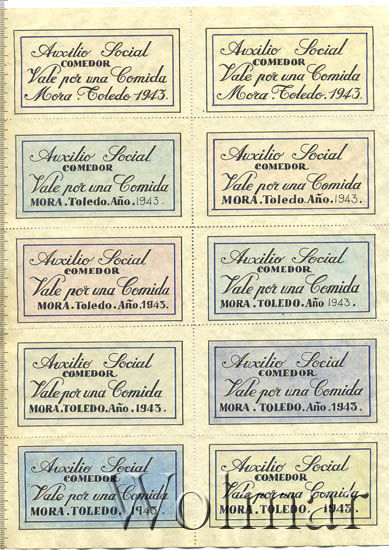 Auxilio Social
COMEDOR
Vale por una Comida
Mora-Toledo-1943.
Auxilio Social
COMEDOR
Vale por una Comida
Mora-Toledo.1943.
Auxilio Social
COMEDOR
Vale por una Comida
MORA.Toledo.Año.1943.
Auxilio Social
COMEDOR
Vale por una Comida
MORA.Toledo.Año.1943.
Auxilio Social
COMEDOR
Vale por una Comida
MORA.Toledo.Año.1943.
Auxilio Social
COMEDOR
Vale por una Comida
MORA.TOLEDO.Año 1943.
Auxilio Social
COMEDOR
Vale por una Comida
MORA.TOLEDO.Año.1943.
Auxilio Social
COMEDOR
Vale por una Comida
MORA.TOLEDO.Año.1943.
Auxilio Social
COMEDOR
Vale por una Comida
MORA.TOLEDO. 1943.
Auxilio Social
COMEDOR
Vale por una Comida
MORA.TOLEDO.Año.1943.
Wolmar